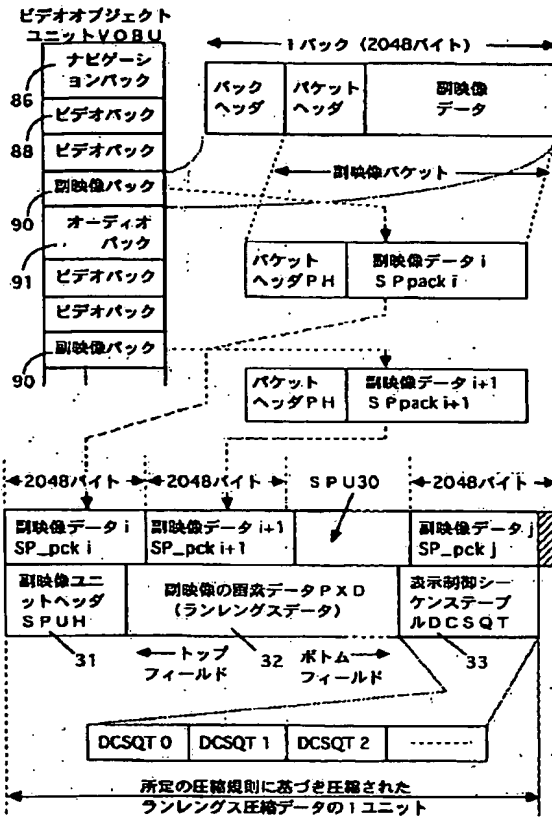 ビデオオブジェクト
ユニットVOBU
ナビゲーシ
ョンパック
86
ビデオパック
88
ビデオパック
副映像パック
90
オーディオ
パック
91
ビデオパック
ビデオパック
副映像パック
90
1パック(2048バイト)
パック
ヘッダ
パケット
ヘッダ
副映像
データ
副映像パケット
パケット
ヘッダPH
副映像データ i
SPpack i
パケット
ヘッダPH
副映像データ i+1
SPpack i+1
2048バイト
2048バイト
SPU30
2048バイト
副映像データ i
SP_pck i
副映像データ i+1
SP_pck i+1
副映像データ j
SP_pck j
副映像ユニ
ットヘッダ
SPUH
副映像の画素データPXD
(ランレングスデータ)
表示制御シー
ケンステーブ
ルDCSQT
31
トップ
フィールド
32
ボトム
フィールド
33
DCSQT 0
DCSQT 1
DCSQT 2
所定の圧縮規則に基づき圧縮された
ランレングス圧縮データの1ユニット